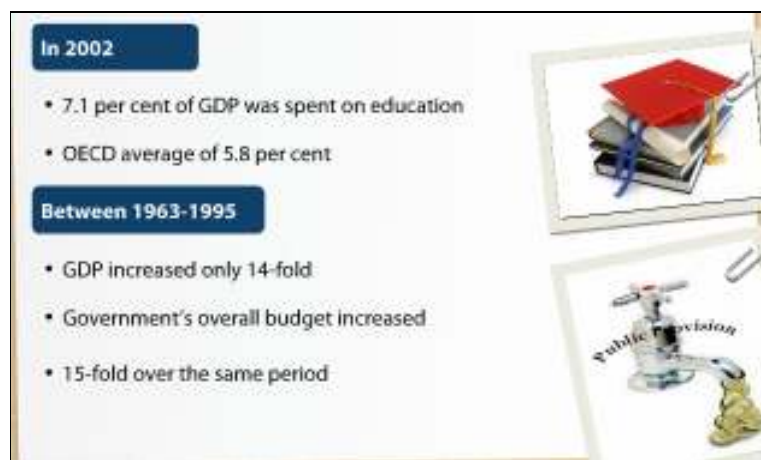 In 2002
• 7.1 per cent of GDP was spent on education
• OECD average of 5.8 per cent
Between 1963-1995
• GDP increased only 14-fold
• Government's overall budget increased
• 15-fold over the same period
Public Provision